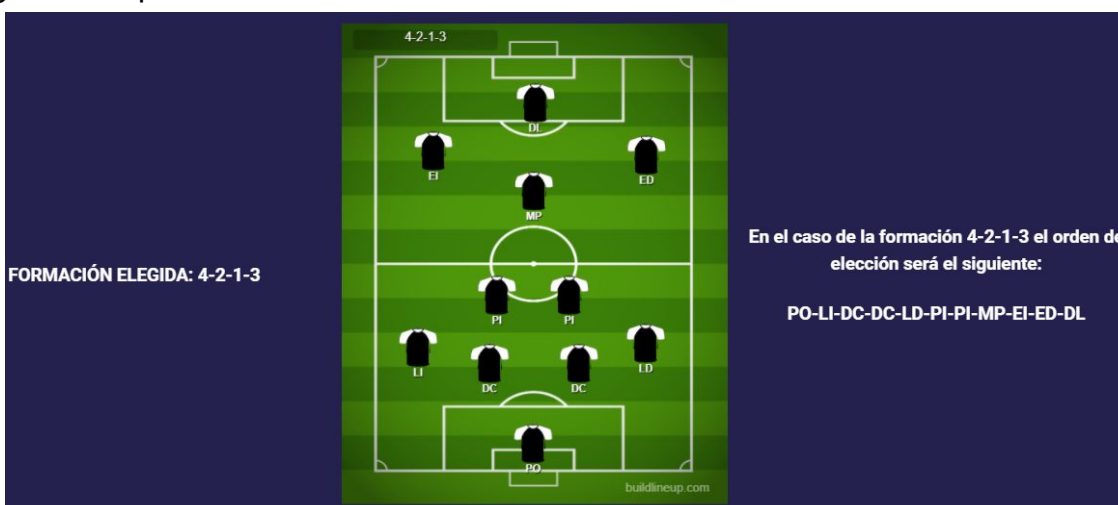 4-2-1-3
DL
EI
ED
MP
En el caso de la formación 4-2-1-3 el orden de
elección será el siguiente:
FORMACIÓN ELEGIDA: 4-2-1-3
PI PI
PO-LI-DC-DC-LD-PI-PI-MP-EI-ED-DL
LI
LD
DC DC
PO
buildlineup.com